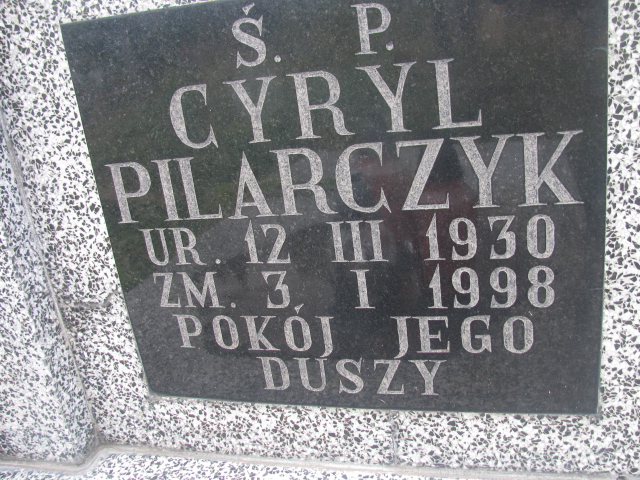 Ś. P.
CYRYL
PILARCZYK
UR. 12 III 1930
ZM. 3. I 1998
POKÓJ JEGO
DUSZY